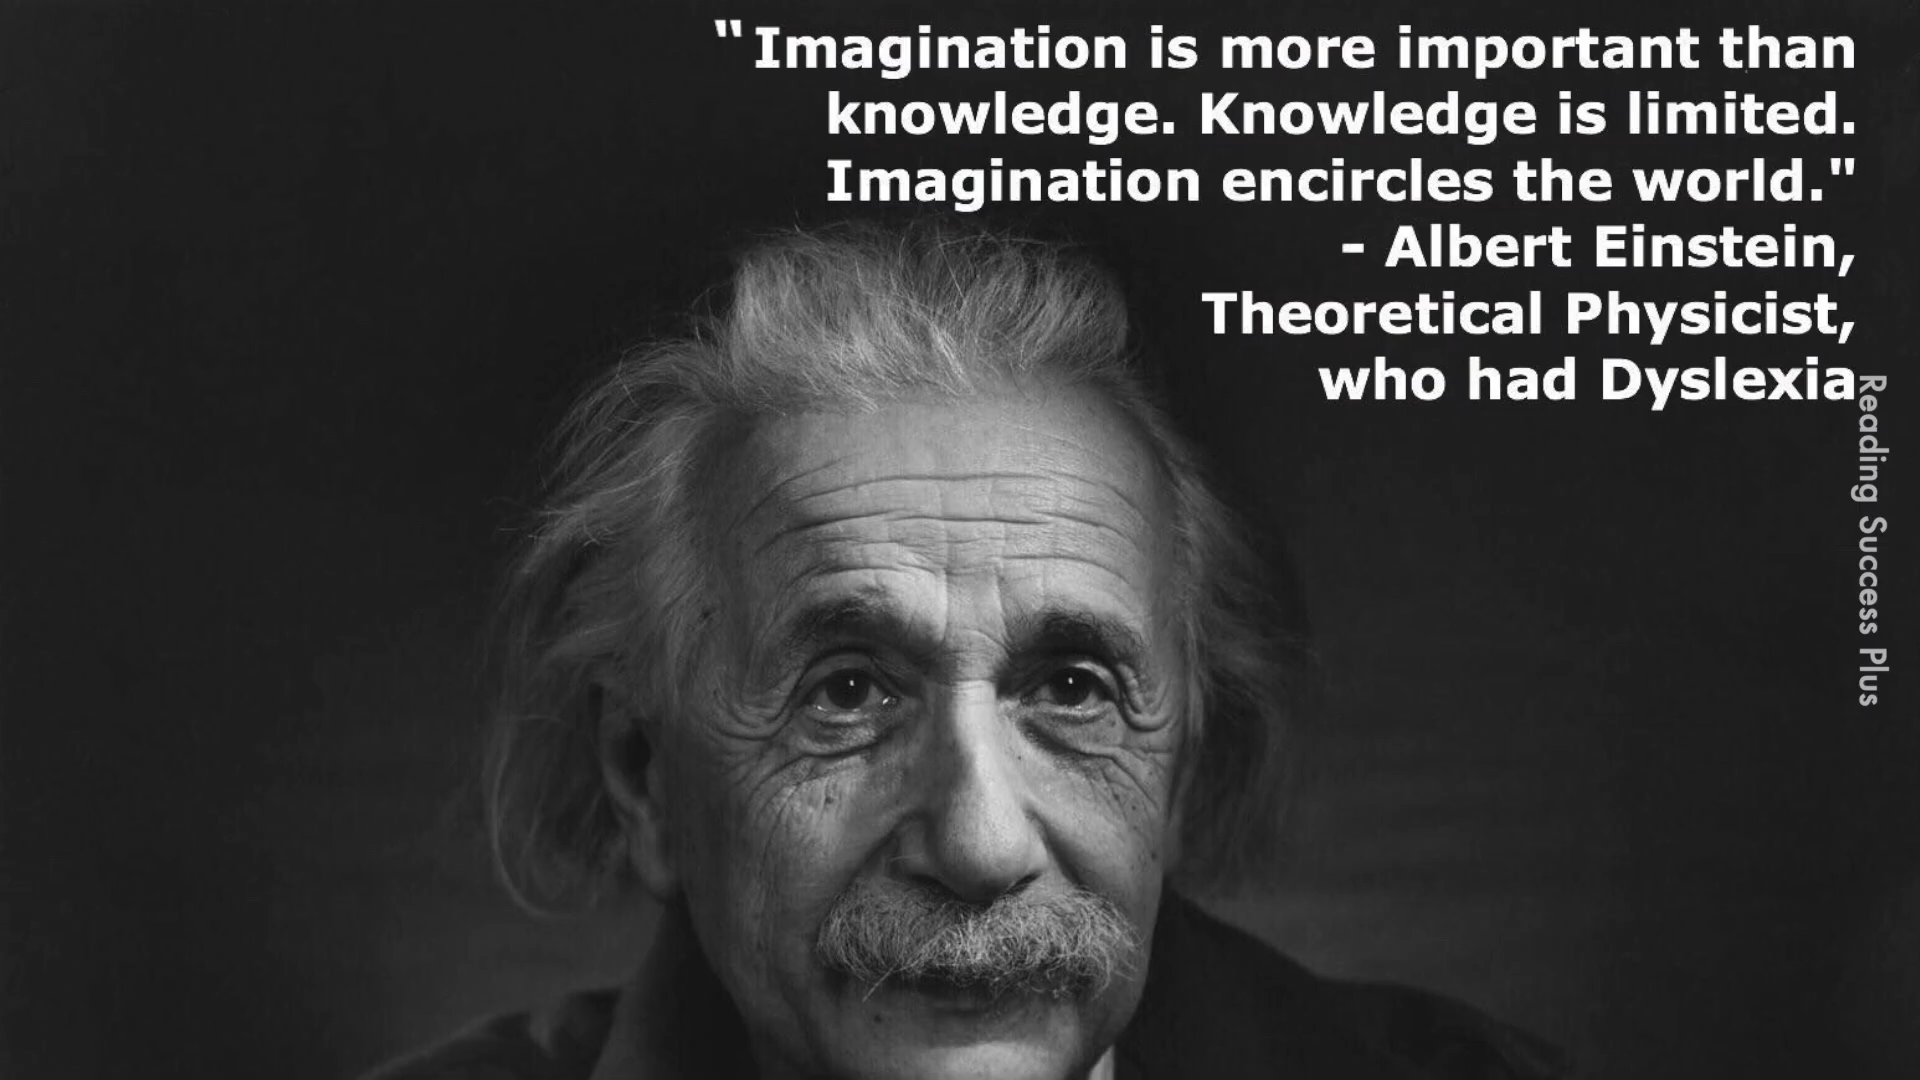 “Imagination is more important than
knowledge. Knowledge is limited.
Imagination encircles the world."
- Albert Einstein,
Theoretical Physicist,
who had Dyslexia
Reading Success Plus